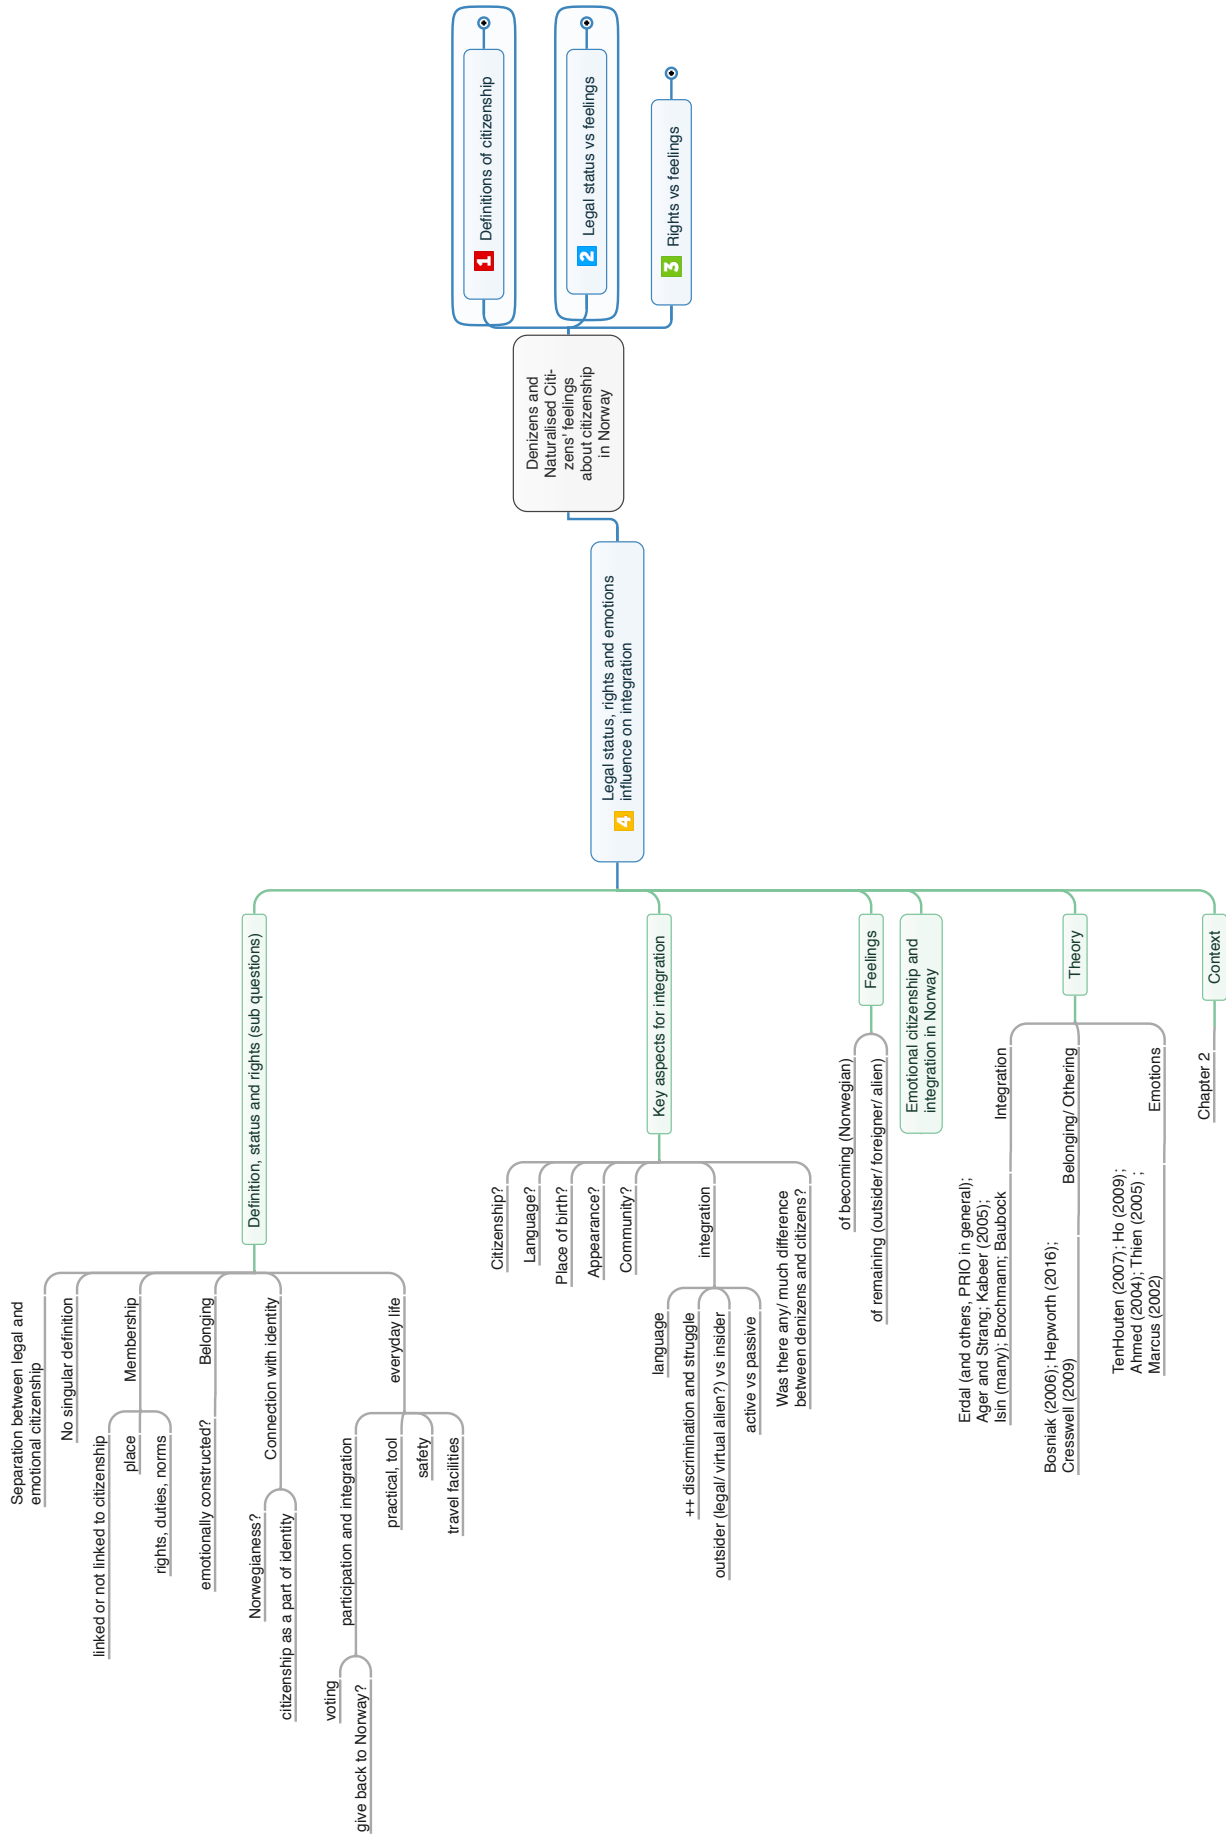 Denizens and
Naturalised Citi-
zens' feelings
about citizenship
in Norway
1 Definitions of citizenship
2 Legal status vs feelings
3 Rights vs feelings
4 Legal status, rights and emotions
influence on integration
Definition, status and rights (sub questions)
Separation between legal and
emotional citizenship
No singular definition
Membership
linked or not linked to citizenship
place
rights, duties, norms
Belonging
emotionally constructed?
Connection with identity
Norwegianess?
citizenship as a part of identity
everyday life
participation and integration
voting
give back to Norway?
practical, tool
safety
travel facilities
Key aspects for integration
Citizenship?
Language?
Place of birth?
Appearance?
Community?
integration
language
++ discrimination and struggle
outsider (legal/ virtual alien?) vs insider
active vs passive
Was there any/ much difference
between denizens and citizens?
Feelings
of becoming (Norwegian)
of remaining (outsider/ foreigner/ alien)
Emotional citizenship and
integration in Norway
Theory
Integration
Erdal (and others, PRIO in general);
Ager and Strang; Kabeer (2005);
Isin (many); Brochmann; Baubock
Belonging/ Othering
Bosniak (2006); Hepworth (2016);
Cresswell (2009)
Emotions
TenHouten (2007); Ho (2009);
Ahmed (2004); Thien (2005) ;
Marcus (2002)
Context
Chapter 2